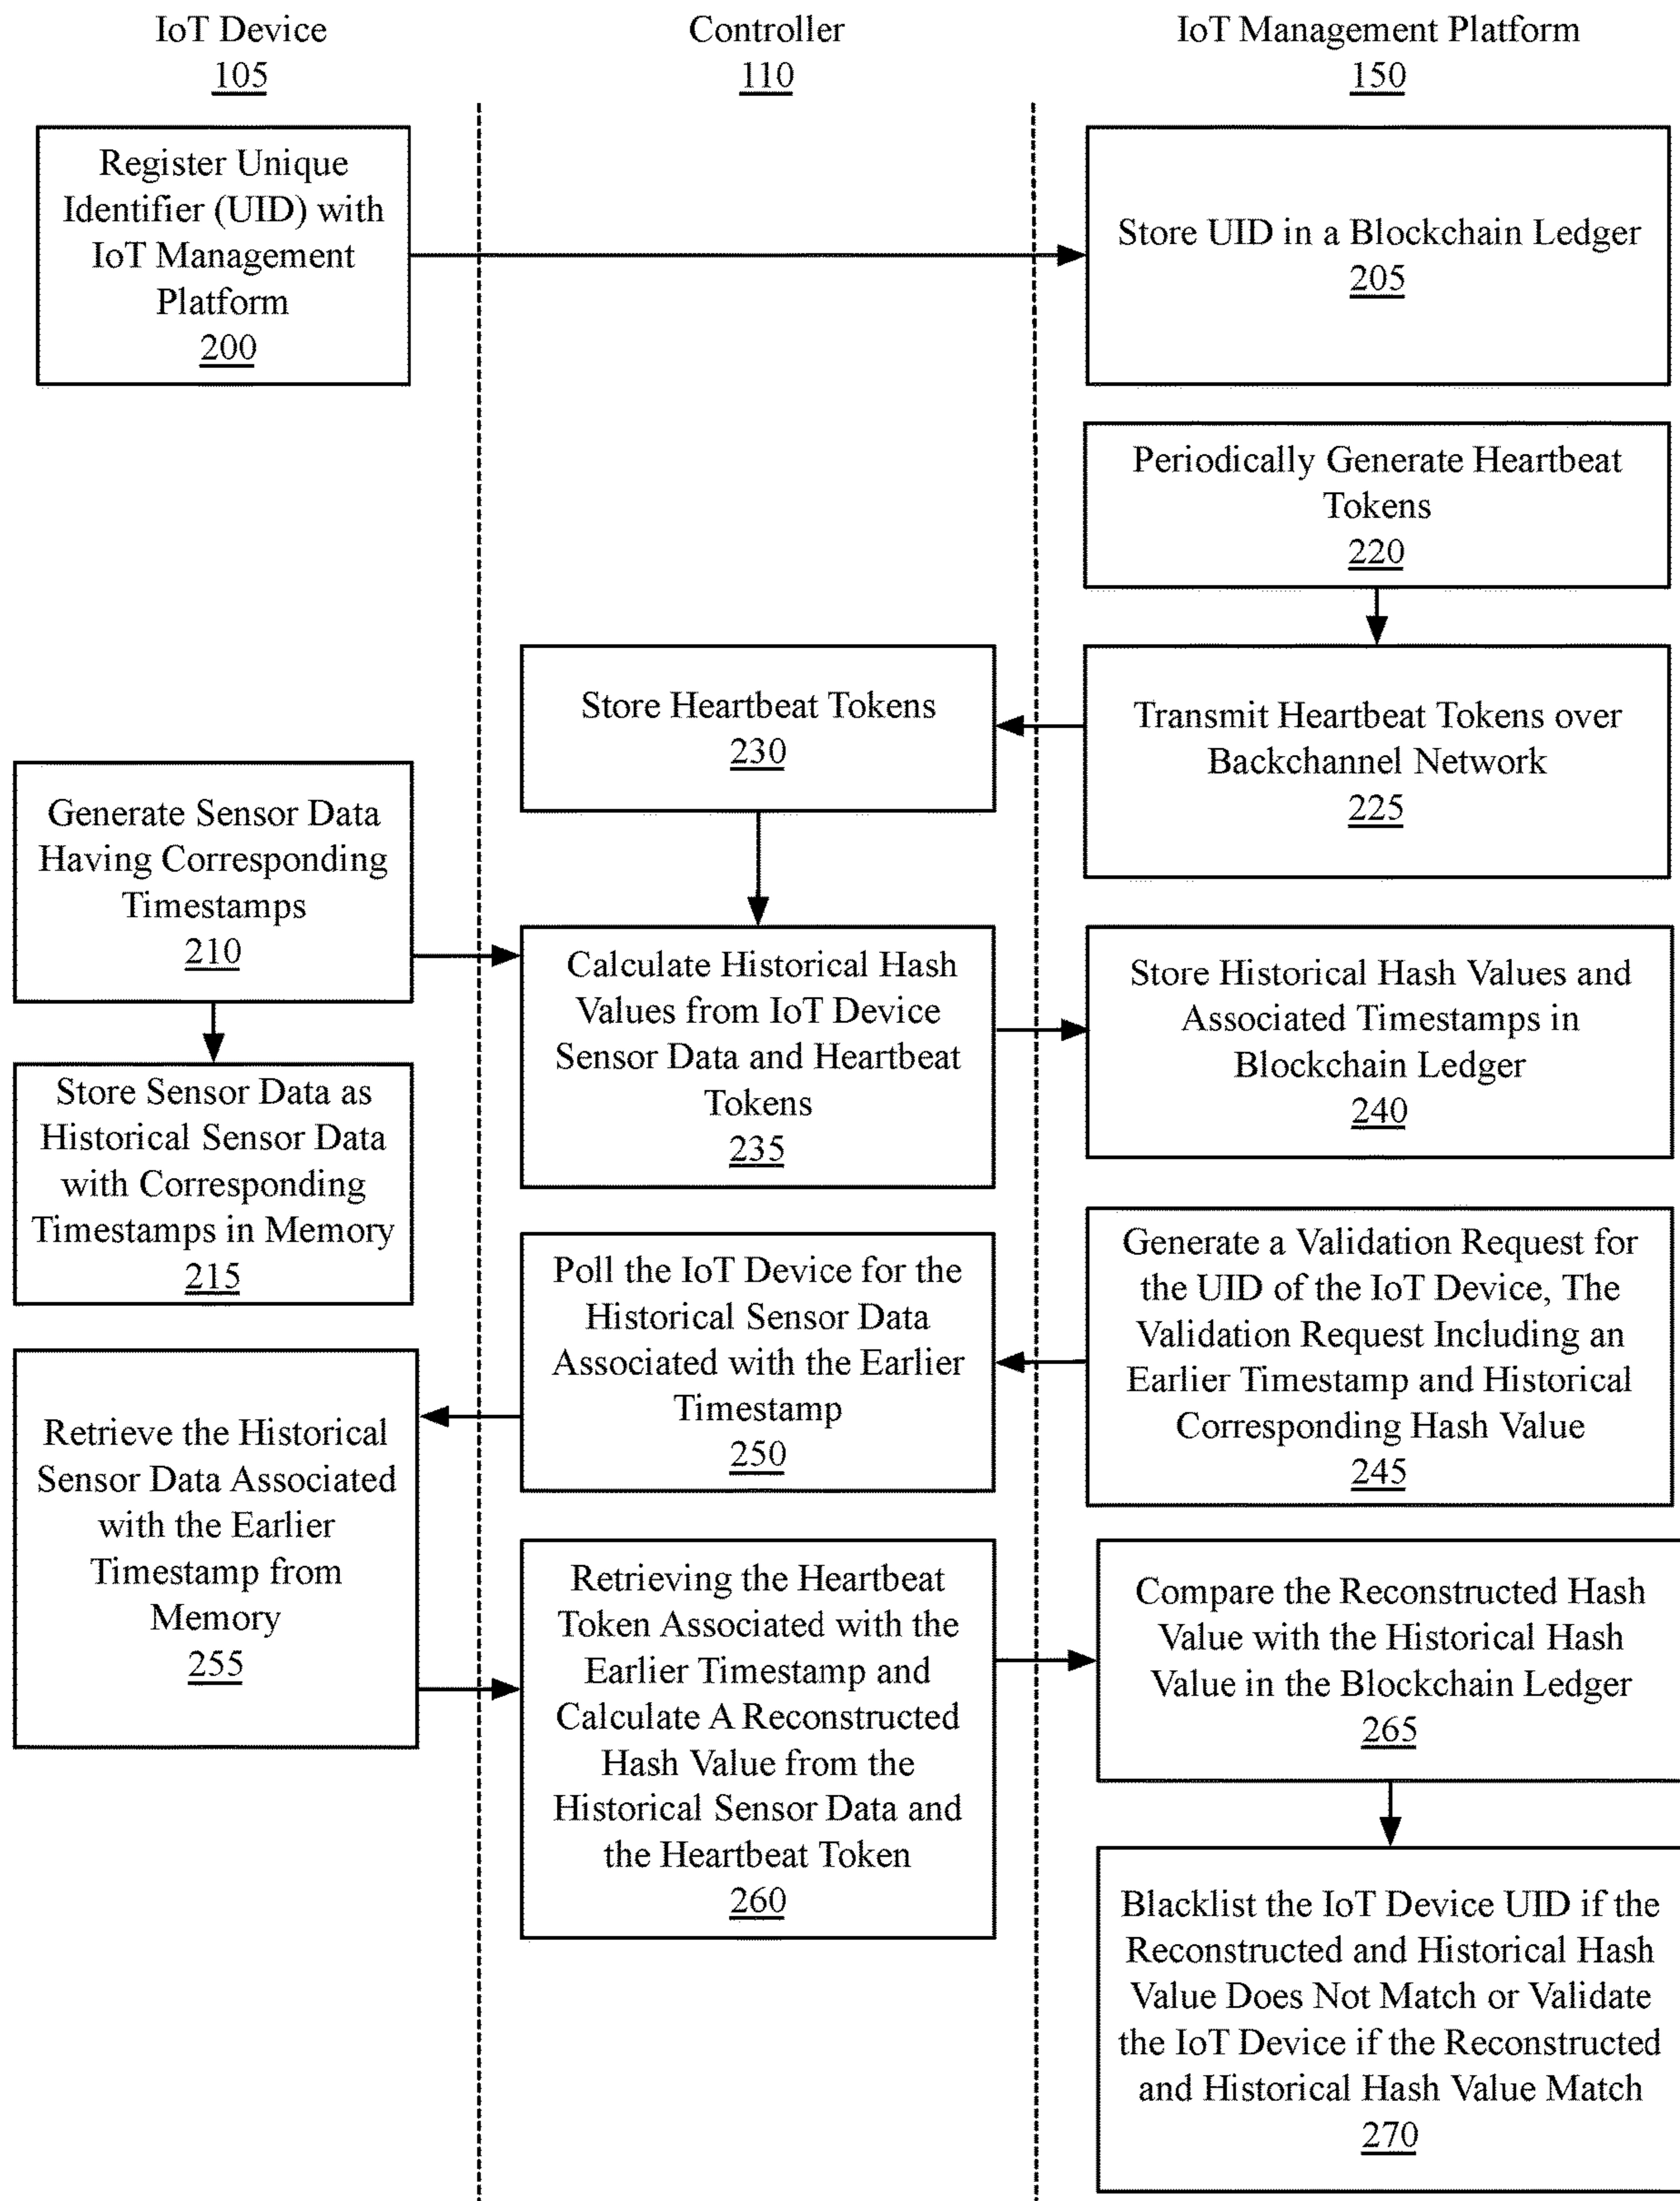 IoT Device
105
Controller
110
IoT Management Platform
150
Register Unique
Identifier (UID) with
IoT Management
Platform
200
Store UID in a Blockchain Ledger
205
Periodically Generate Heartbeat
Tokens
220
Store Heartbeat Tokens
230
Transmit Heartbeat Tokens over
Backchannel Network
225
Generate Sensor Data
Having Corresponding
Timestamps
210
Calculate Historical Hash
Values from IoT Device
Sensor Data and Heartbeat
Tokens
235
Store Historical Hash Values and
Associated Timestamps in
Blockchain Ledger
240
Store Sensor Data as
Historical Sensor Data
with Corresponding
Timestamps in Memory
215
Poll the IoT Device for the
Historical Sensor Data
Associated with the Earlier
Timestamp
250
Generate a Validation Request for
the UID of the IoT Device, The
Validation Request Including an
Earlier Timestamp and Historical
Corresponding Hash Value
245
Retrieve the Historical
Sensor Data Associated
with the Earlier
Timestamp from
Memory
255
Retrieving the Heartbeat
Token Associated with the
Earlier Timestamp and
Calculate A Reconstructed
Hash Value from the
Historical Sensor Data and
the Heartbeat Token
260
Compare the Reconstructed Hash
Value with the Historical Hash
Value in the Blockchain Ledger
265
Blacklist the IoT Device UID if the
Reconstructed and Historical Hash
Value Does Not Match or Validate
the IoT Device if the Reconstructed
and Historical Hash Value Match
270